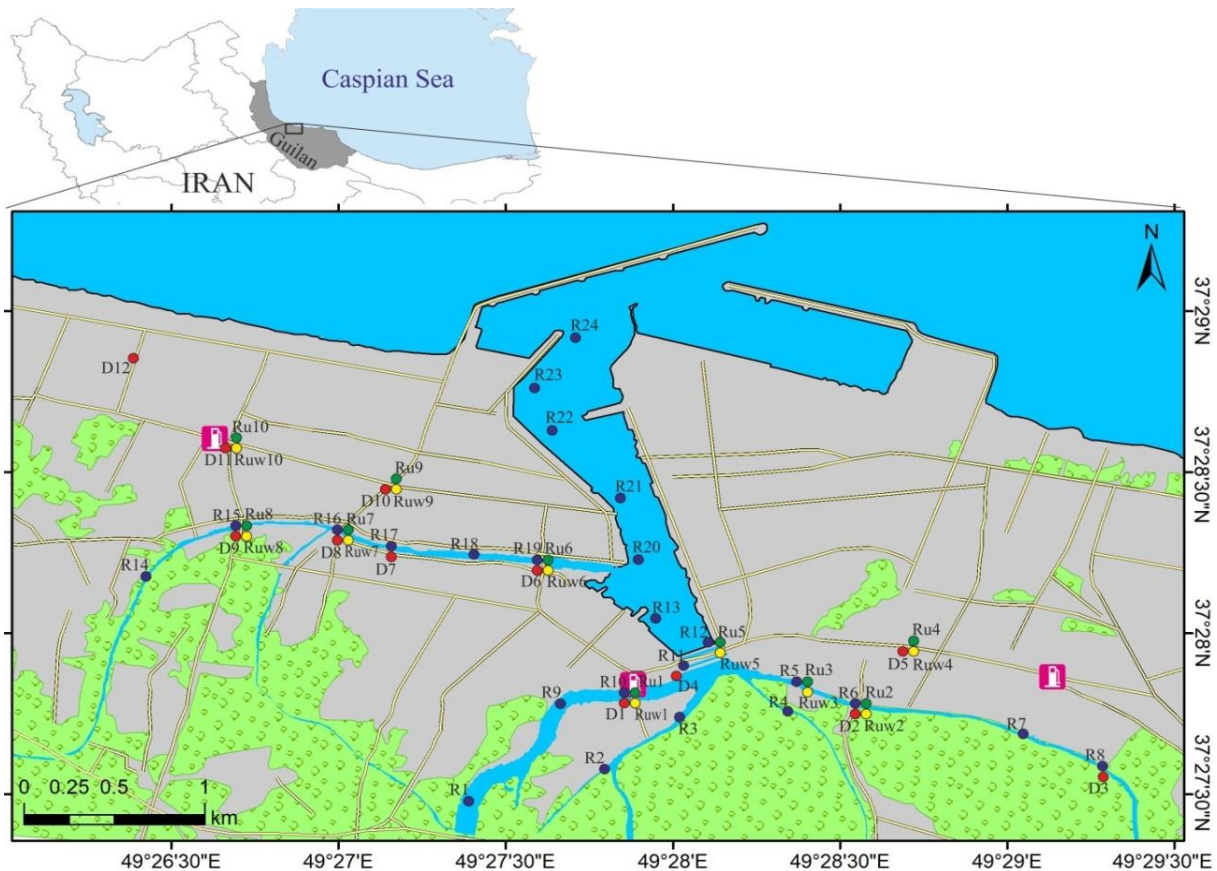 Caspian Sea
Guilan
IRAN
N
37°29'N
R24
D12
R23
R22
Ru10
D11 Ruw10
37°28'30"N
Ru9
D10 Ruw9
R21
R15 Ru8
R16 Ru7
R17
D9 Ruw8
D8 Ruw7
D7
R18
R19 Ru6
R20
D6 Ruw6
R14
R13
37°28'N
R12 Ru5
Ru4
R11
Ruw5
D5 Ruw4
D4
R10 Ru1
R5 Ru3
R9
D1 Ruw1
Ruw3
R6 Ru2
R4
D2 Ruw2
R3
R7
R2
R8
D3
R1
37°27'30"N
0 0.25 0.5 1
km
49°26'30"E 49°27'E 49°27'30"E 49°28'E 49°28'30"E 49°29'E 49°29'30"E